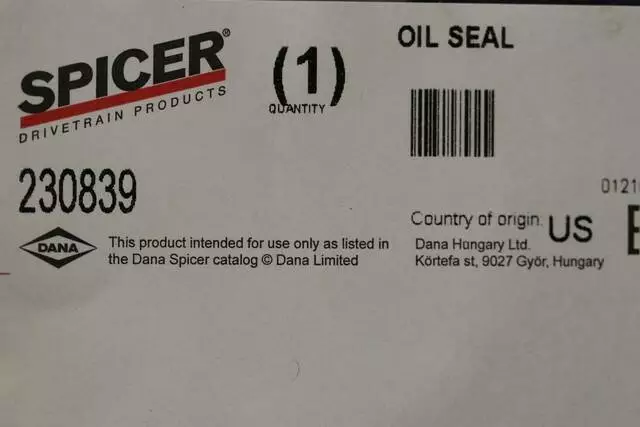 SPICER®
DRIVETRAIN PRODUCTS
(1)
QUANTITY
OIL SEAL
230839
0121
DANA
This product intended for use only as listed in
the Dana Spicer catalog © Dana Limited
Country of origin: US
Dana Hungary Ltd.
Körtefa st, 9027 Győr, Hungary